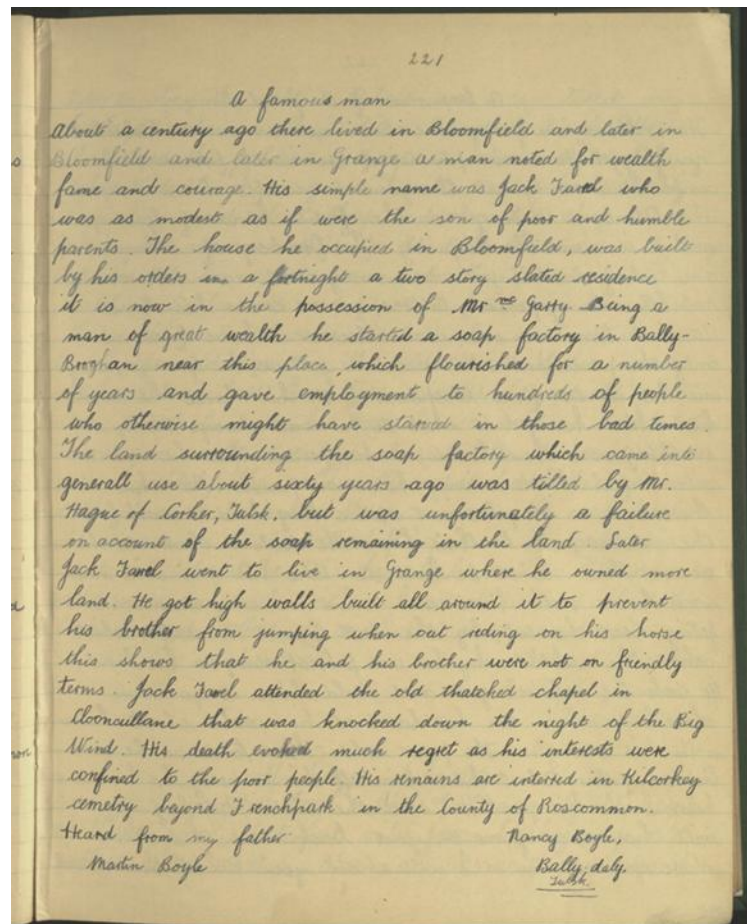 221
A famous man
About a century ago there lived in Bloomfield and later in
Bloomfield and later in Grange a man noted for wealth
fame and courage. His simple name was Jack Farrel who
was as modest as if were the son of poor and humble
parents. The house he occupied in Bloomfield, was built
by his orders in a fortnight a two story slated residence
it is now in the possession of Mr Mc Garry. Being a
man of great wealth he started a soap factory in Bally-
Broghan near this place, which flourished for a number
of years and gave employment to hundreds of people
who otherwise might have starved in those bad times.
The land surrounding the soap factory which came into
generall use about sixty years ago was tilled by Mr.
Hague of Corker, Tulsk, but was unfortunately a failure
on account of the soap remaining in the land. Later
Jack Farrel went to live in Grange where he owned more
land. He got high walls built all around it to prevent
his brother from jumping when out riding on his horse
this shows that he and his brother were not on friendly
terms. Jack Farrel attended the old thatched chapel in
Clooncullane that was knocked down the night of the Big
Wind. His death evoked much regret as his interests were
confined to the poor people. His remains are interred in Kilcorkey
cemetry beyond Frenchpark in the County of Roscommon.
Heard from my father Nancy Boyle,
Martin Boyle Bally daly.
Tulsk.